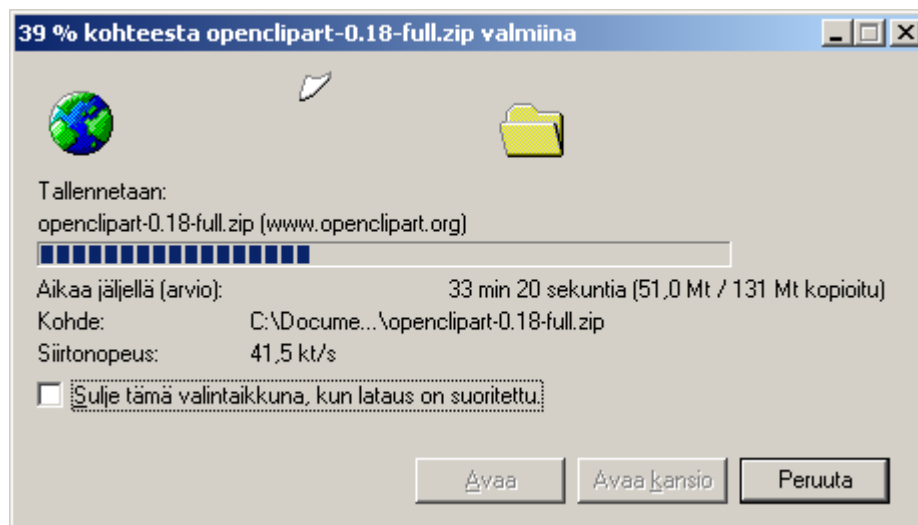 39 % kohteesta openclipart-0.18-full.zip valmiina
Tallennetaan:
openclipart-0.18-full.zip (www.openclipart.org)
Aikaa jäljellä (arvio): 33 min 20 sekuntia (51,0 Mt / 131 Mt kopioitu)
Kohde: C:\Docume...\openclipart-0.18-full.zip
Siirtonopeus: 41,5 kt/s
Sulje tämä valintaikkuna, kun lataus on suoritettu.
Avaa Avaa kansio Peruuta